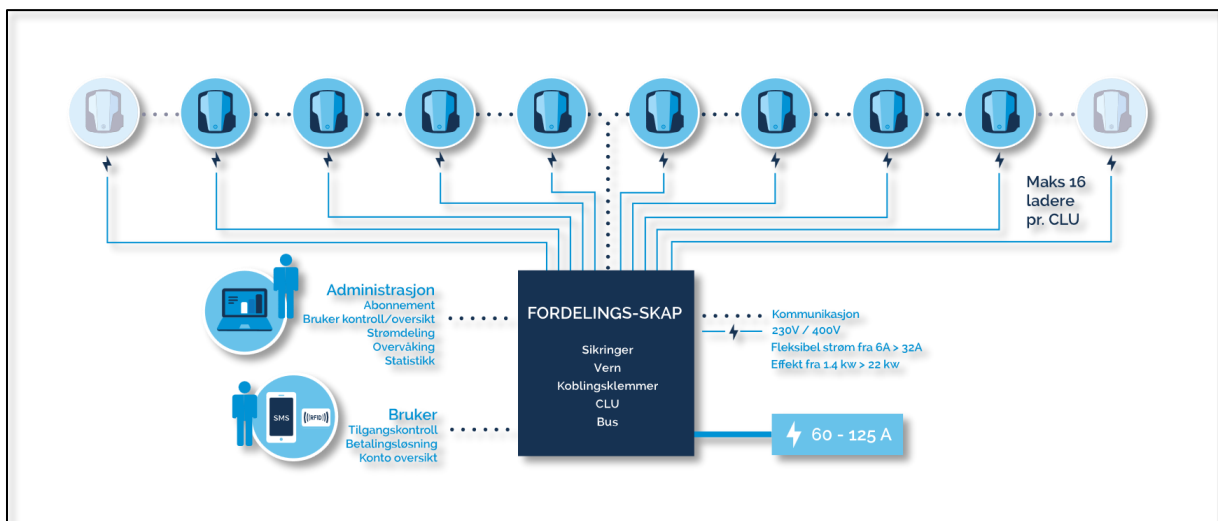 Maks 16
ladere
pr. CLU
Administrasjon
Abonnement
Bruker kontroll/oversikt
Strømdeling
Overvåking
Statistikk
SMS
((RFID))
Bruker
Tilgangskontroll
Betalingsløsning
Konto oversikt
FORDELINGS-SKAP
Sikringer
Vern
Koblingsklemmer
CLU
Bus
Kommunikasjon
230V / 400V
Fleksibel strøm fra 6A > 32A
Effekt fra 1.4 kw > 22 kw
60 - 125 A